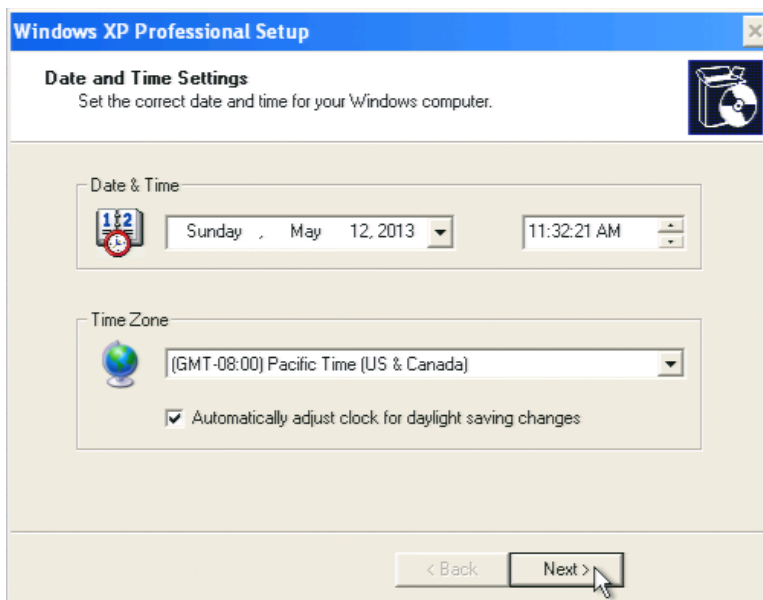 Windows XP Professional Setup
Date and Time Settings
Set the correct date and time for your Windows computer.
Date & Time
1 2
Sunday , May 12, 2013 11:32:21 AM
Time Zone
(GMT-08:00) Pacific Time (US & Canada)
Automatically adjust clock for daylight saving changes
< Back Next >